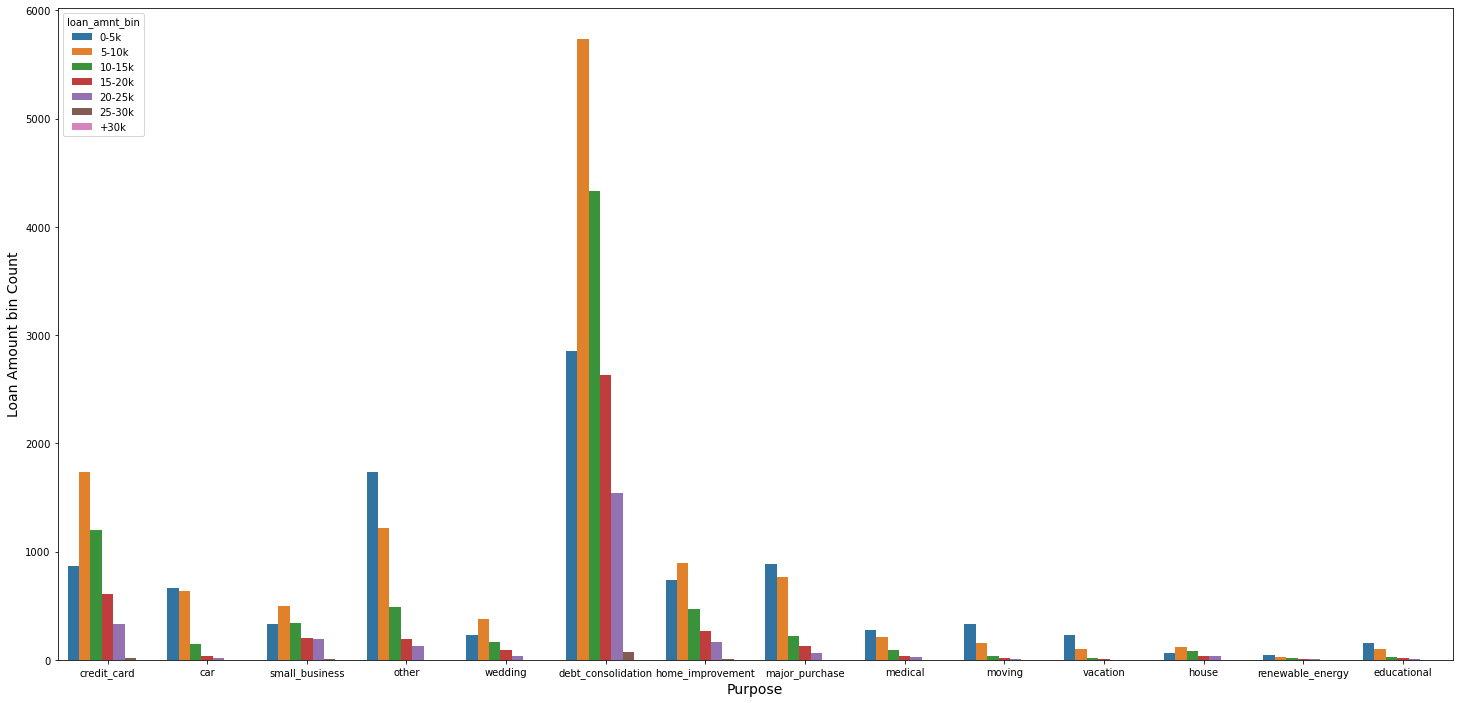 loan_amnt_bin
0-5k
5-10k
10-15k
15-20k
20-25k
25-30k
+30k
6000
5000
4000
3000
2000
1000
0
Loan Amount bin Count
credit_card car small_business other wedding debt_consolidation home_improvement major_purchase medical moving vacation house renewable_energy educational
Purpose